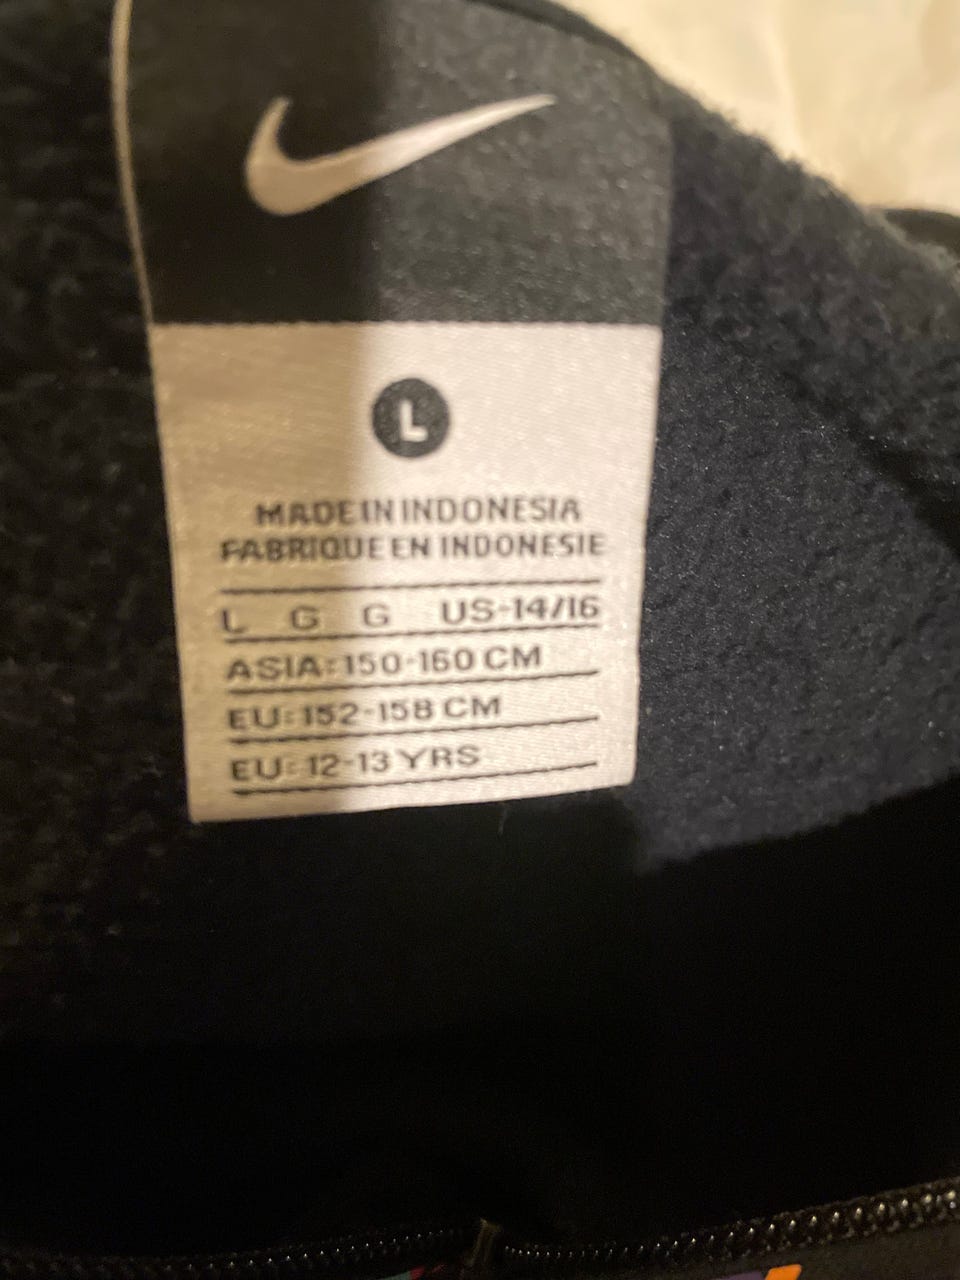 L
MADE IN INDONESIA
FABRIQUE EN INDONESIE
L G G US-14/16
ASIA: 150-160 CM
EU: 152-158 CM
EU: 12-13 YRS